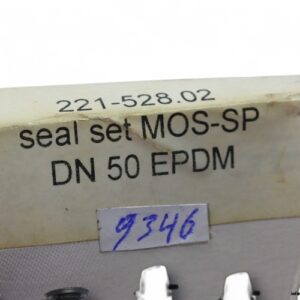 221-528.02
seal set MOS-SP
DN 50 EPDM
9346